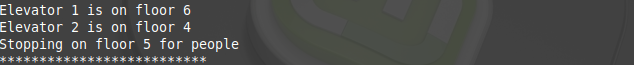 Elevator 1 is on floor 6
Elevator 2 is on floor 4
Stopping on floor 5 for people
**************************